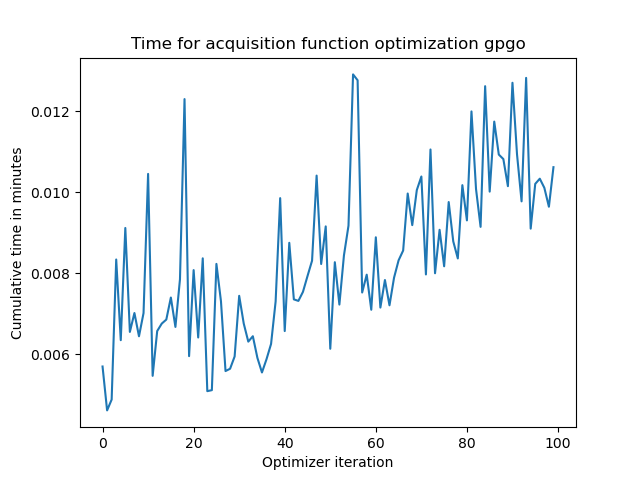 Time for acquisition function optimization gpgo
Cumulative time in minutes
0.012
0.010
0.008
0.006
0 20 40 60 80 100
Optimizer iteration